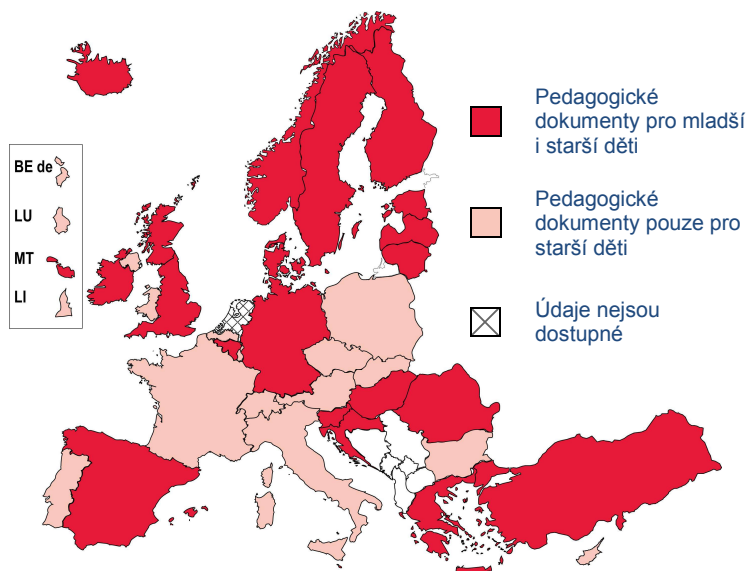 Pedagogické
dokumenty pro mladší
i starší děti
Pedagogické
dokumenty pouze pro
starší děti
Údaje nejsou
dostupné
BE de
LU
MT
LI